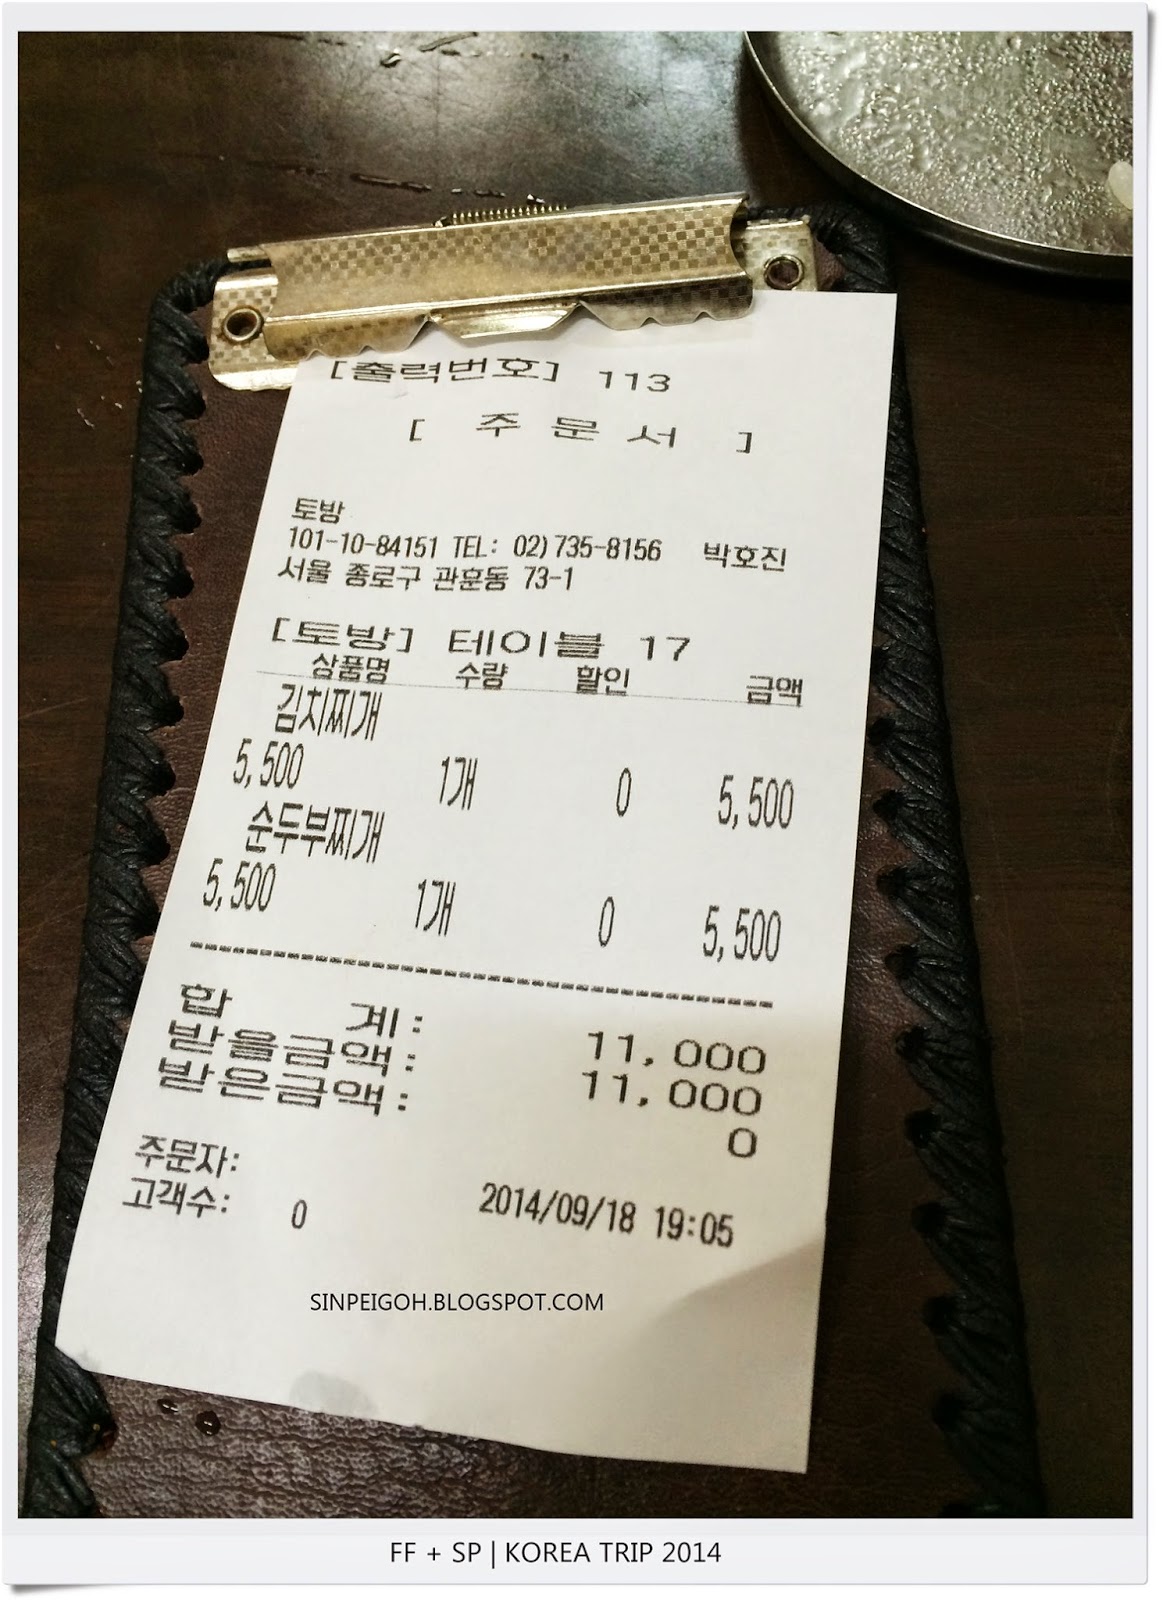 [출력번호] 113
[ 주 문 서 ]
토방
101-10-84151 TEL: 02)735-8156 박호진
서울 종로구 관훈동 73-1
[토방] 테이블 17
상품명 수량 할인 금액
김치찌개
5,500 1개 0 5,500
순두부찌개
5,500 1개 0 5,500
합 계: 11,000
받을금액: 11,000
받은금액: 0
주문자:
고객수: 0 2014/09/18 19:05
SINPEIGOH.BLOGSPOT.COM
FF + SP | KOREA TRIP 2014